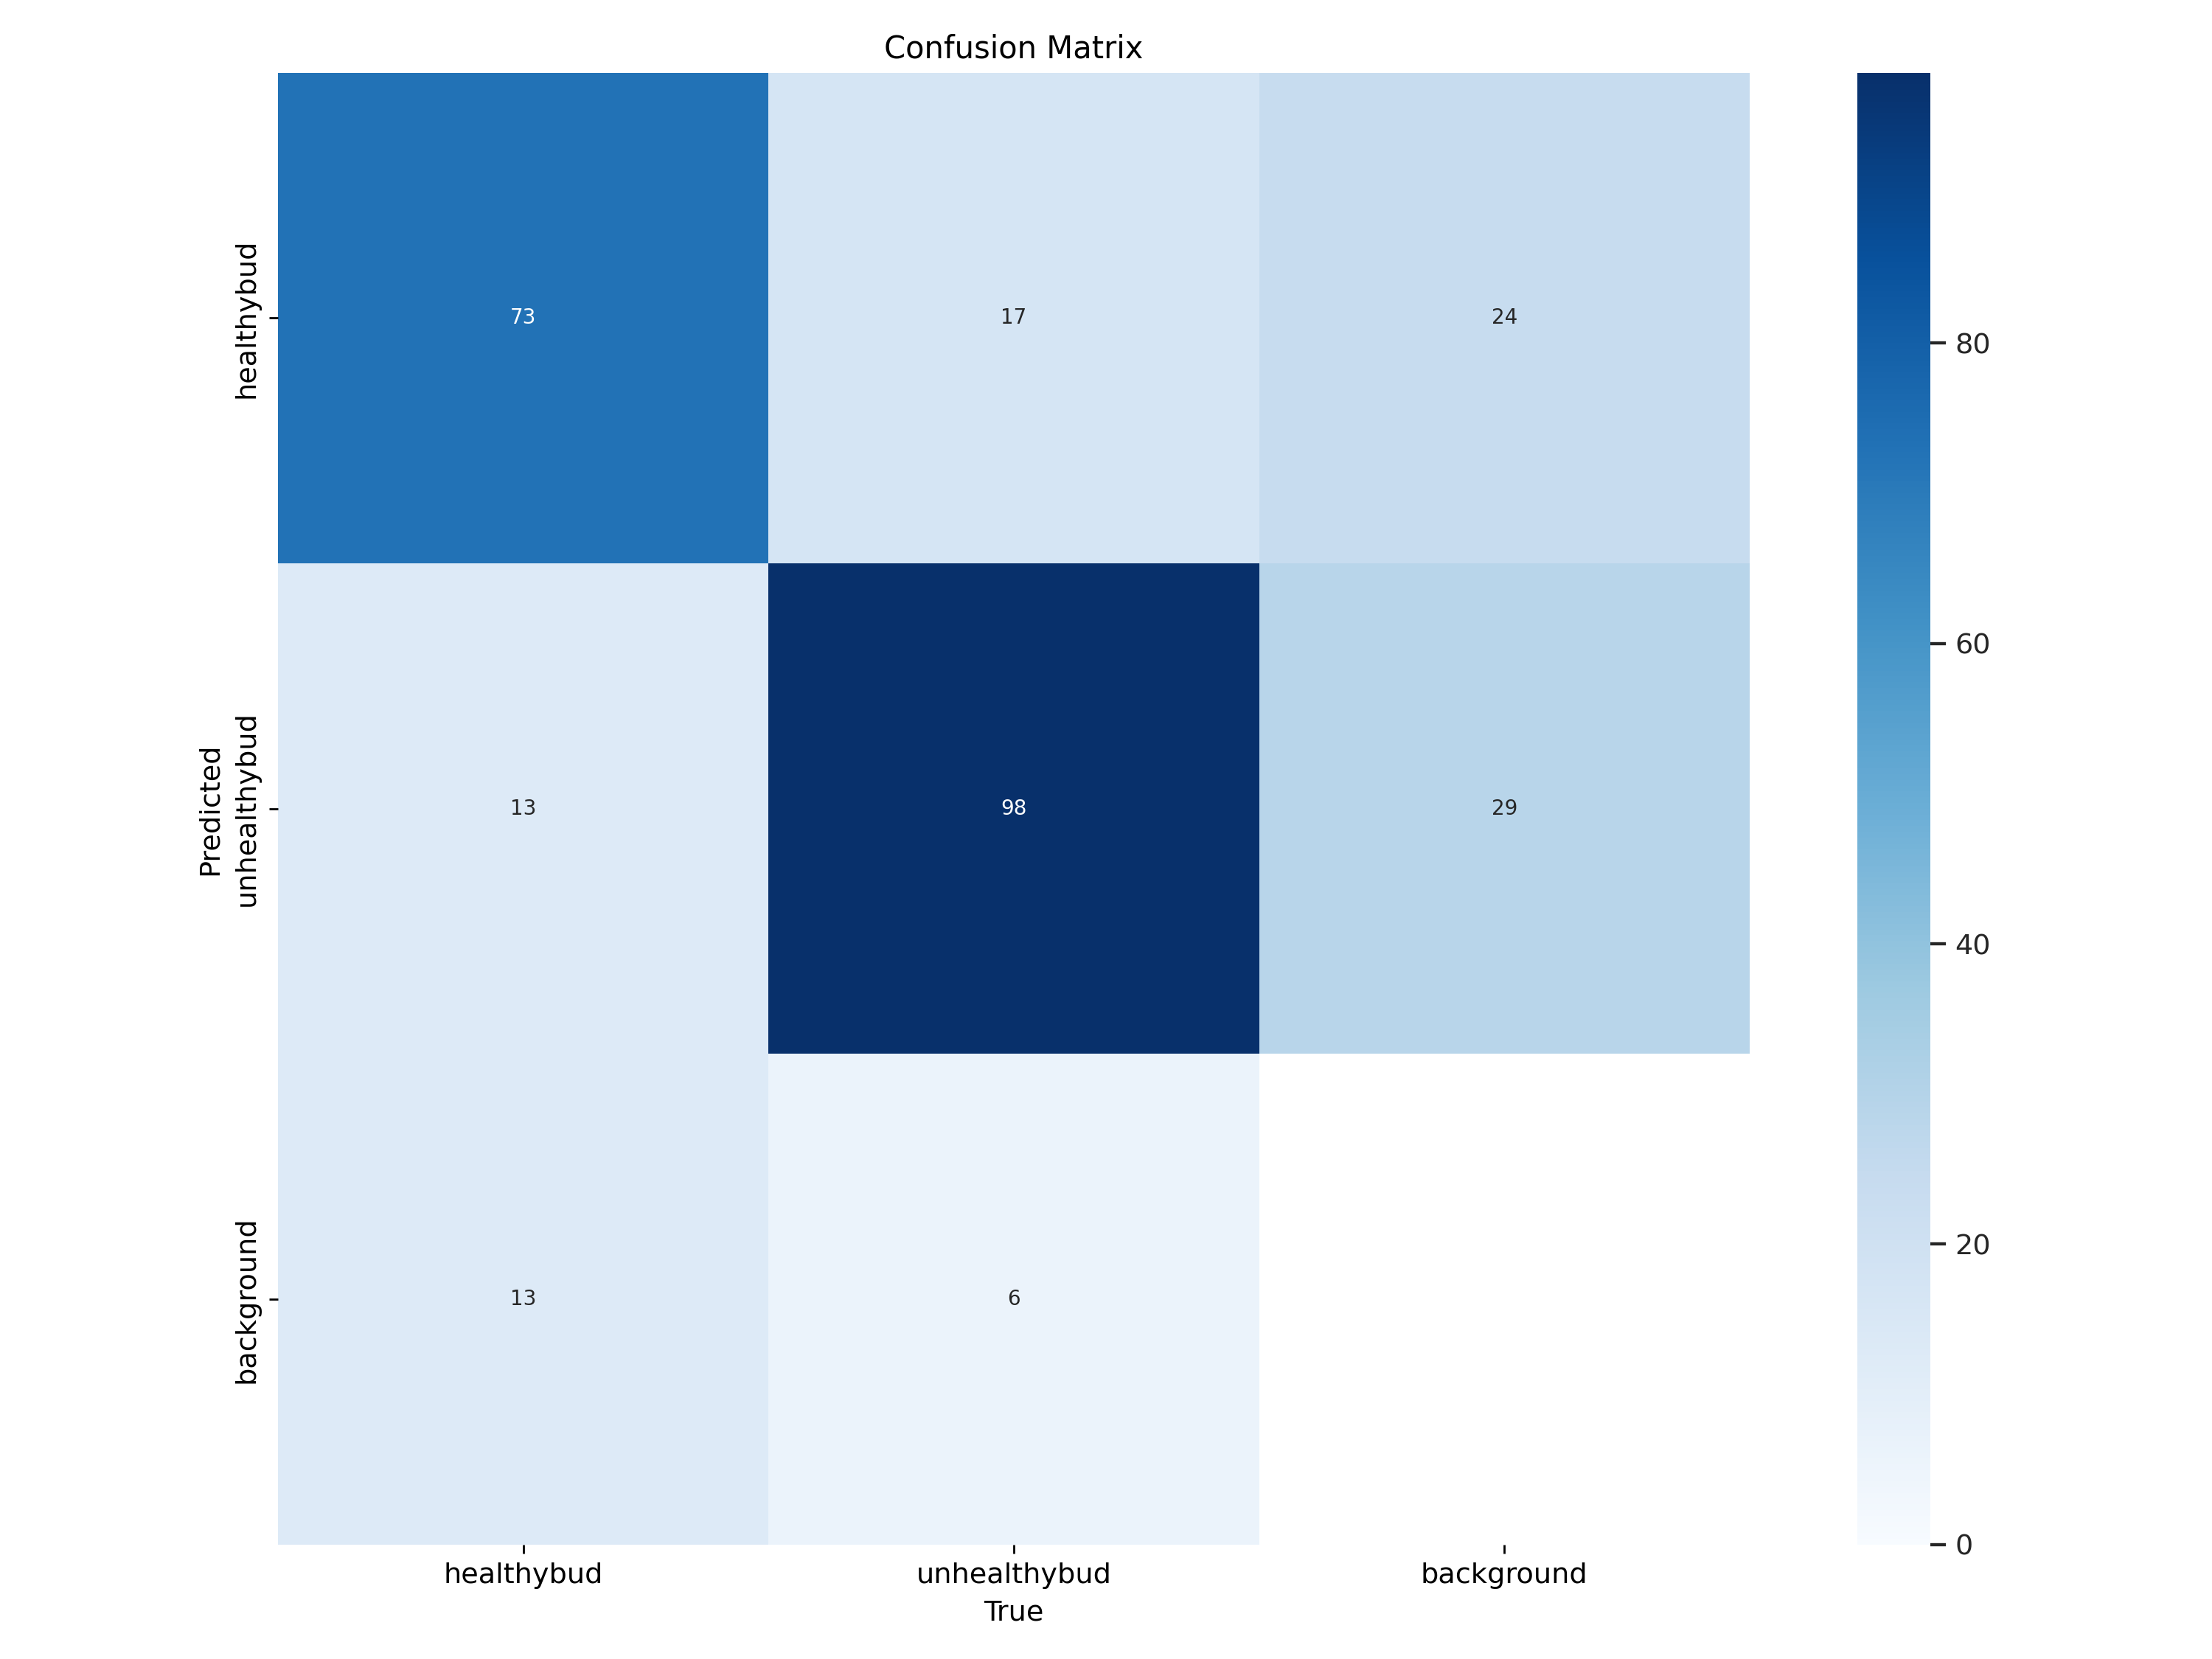 Confusion Matrix
healthybud
73
17
24
Predicted
unhealthybud
13
98
29
background
13
6
healthybud
unhealthybud
background
True
80
60
40
20
0